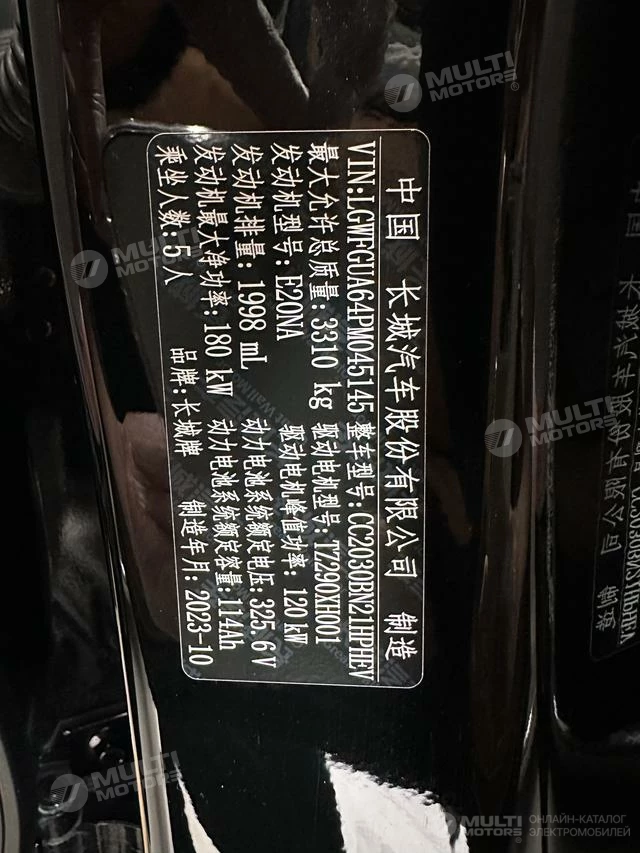 中国 长城汽车股份有限公司 制造
VIN:LGWFGUA64PM045145 整车型号:CC2030BN21HPHEV
最大允许总质量:3310 kg 驱动电机型号:TZ290XH001
发动机型号:E20NA 驱动电机峰值功率:120 kW
发动机排量:1998 mL 动力电池系统额定电压:325.6 V
发动机最大净功率:180 kW 动力电池系统额定容量:114Ah
乘坐人数:5人 品牌:长城牌 制造年月:2023-10
MULTI
MOTORS®
MULTI
MOTORS
MULTI
MOTORS
MULTI
MOTORS
MULTI
MOTORS
ОНЛАЙН-КАТАЛОГ
ЭЛЕКТРОМОБИЛЕЙ